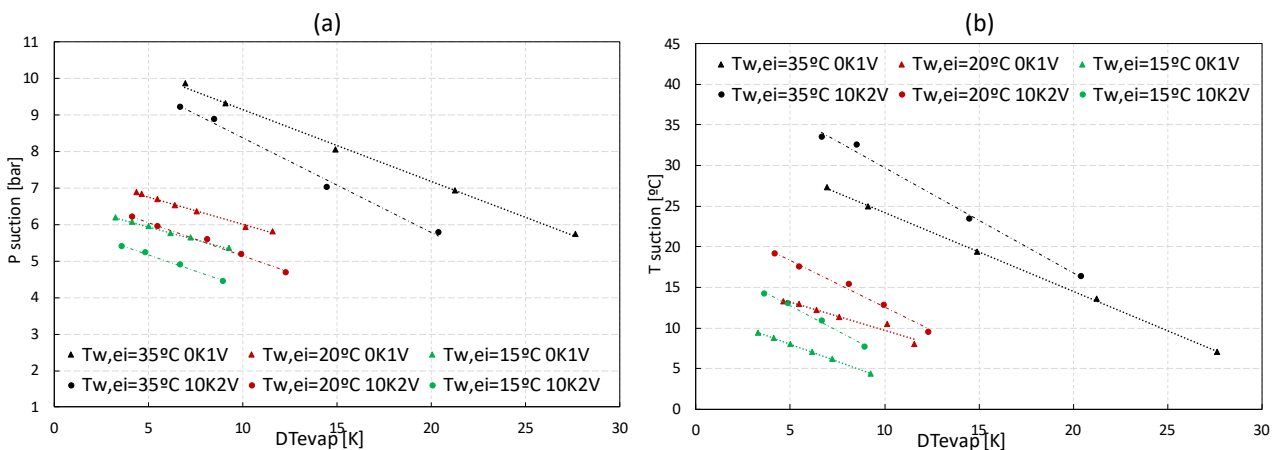 (a)
11
10
9
8
7
6
5
4
3
2
1
P suction [bar]
Tw,ei=35ºC 0K1V Tw,ei=20ºC 0K1V Tw,ei=15ºC 0K1V
Tw,ei=35ºC 10K2V Tw,ei=20ºC 10K2V Tw,ei=15ºC 10K2V
0 5 10 15 20 25 30
DTevap [K]
(b)
45
40
35
30
25
20
15
10
5
0
T suction [ºC]
Tw,ei=35ºC 0K1V Tw,ei=20ºC 0K1V Tw,ei=15ºC 0K1V
Tw,ei=35ºC 10K2V Tw,ei=20ºC 10K2V Tw,ei=15ºC 10K2V
0 5 10 15 20 25 30
DTevap [K]